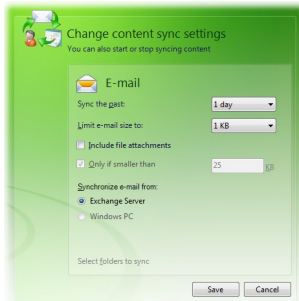 Change content sync settings
You can also start or stop syncing content
E-mail
Sync the past: 1 day
Limit e-mail size to: 1 KB
Include file attachments
Only if smaller than 25 KB
Synchronize e-mail from:
Exchange Server
Windows PC
Select folders to sync
Save Cancel